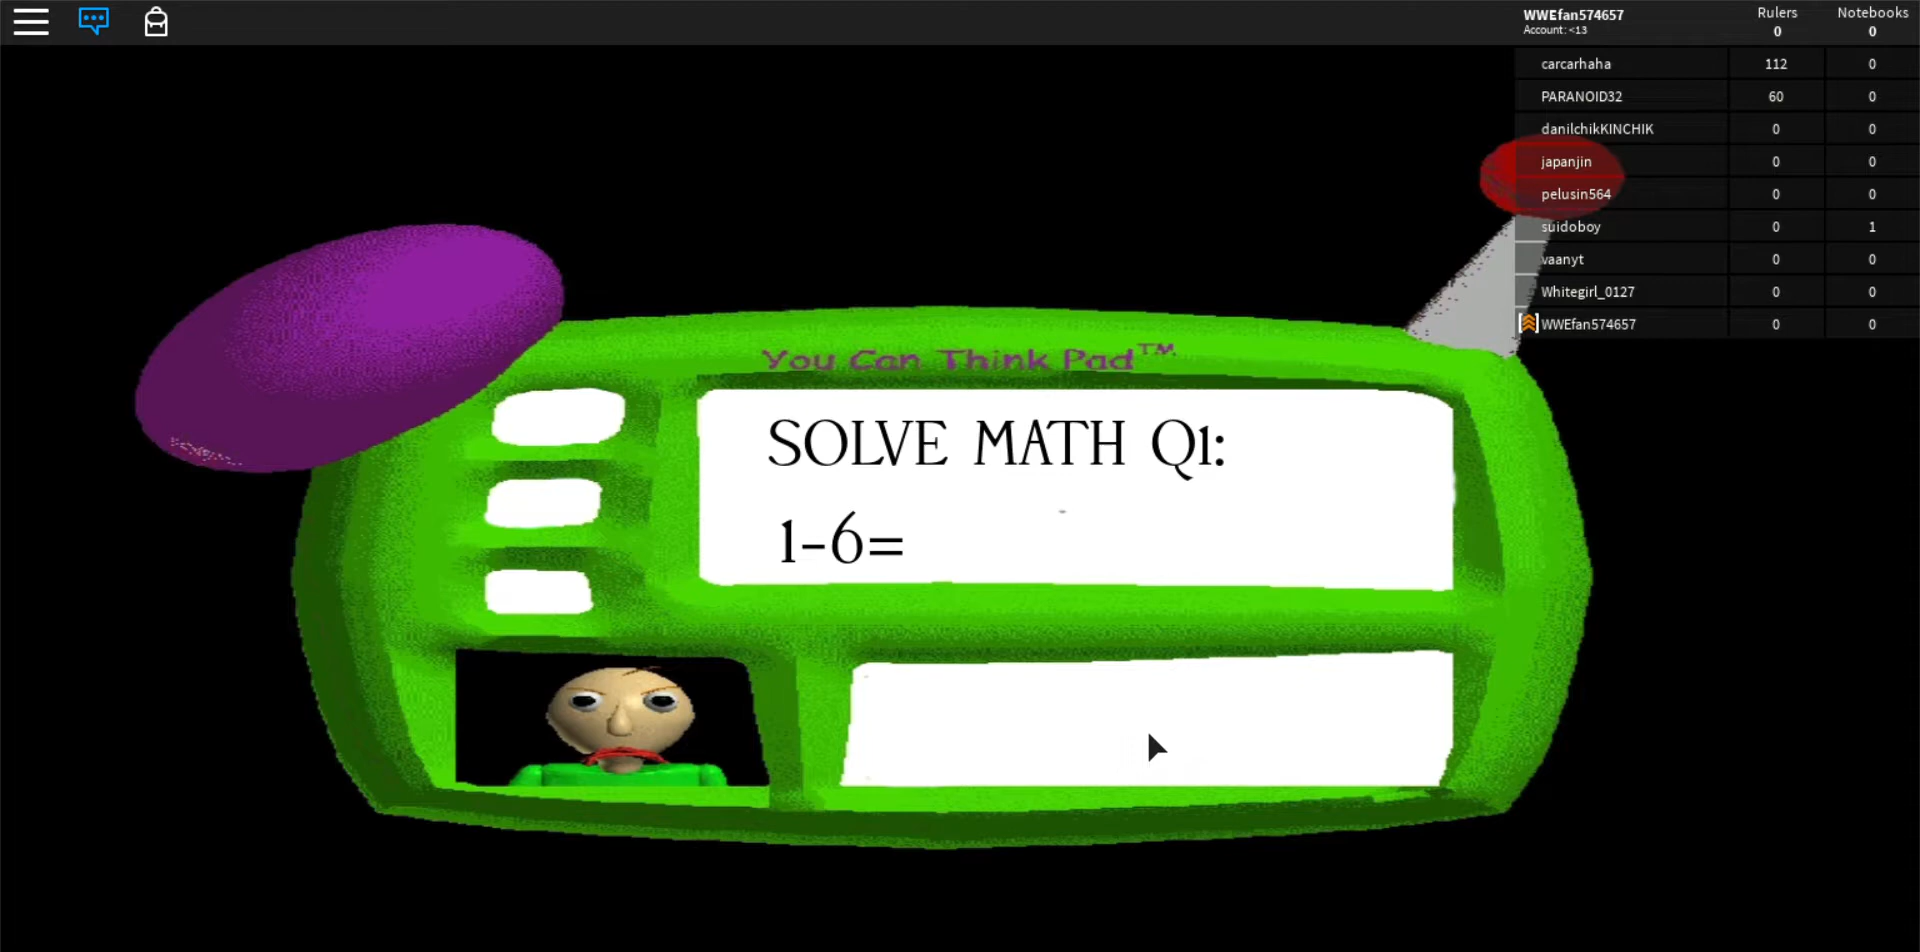 WWEfan574657 Rulers Notebooks
Account: <13 0 0
carcarhaha 112 0
PARANOID32 60 0
danilchikKINCHIK 0 0
japanjin 0 0
pelusin564 0 0
suidoboy 0 1
vaanyt 0 0
Whitegirl_0127 0 0
WWEfan574657 0 0
You Can Think Pad™
SOLVE MATH Q1:
1-6=